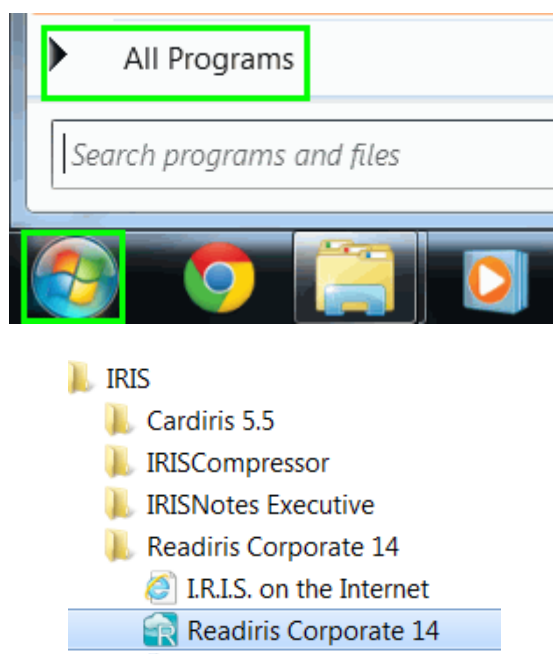 All Programs
Search programs and files
IRIS
Cardiris 5.5
IRISCompressor
IRISNotes Executive
Readiris Corporate 14
I.R.I.S. on the Internet
Readiris Corporate 14